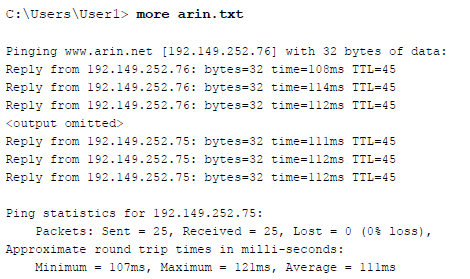 C:\Users\User1> more arin.txt
Pinging www.arin.net [192.149.252.76] with 32 bytes of data:
Reply from 192.149.252.76: bytes=32 time=108ms TTL=45
Reply from 192.149.252.76: bytes=32 time=114ms TTL=45
Reply from 192.149.252.76: bytes=32 time=112ms TTL=45
<output omitted>
Reply from 192.149.252.75: bytes=32 time=111ms TTL=45
Reply from 192.149.252.75: bytes=32 time=112ms TTL=45
Reply from 192.149.252.75: bytes=32 time=112ms TTL=45
Ping statistics for 192.149.252.75:
Packets: Sent = 25, Received = 25, Lost = 0 (0% loss),
Approximate round trip times in milli-seconds:
Minimum = 107ms, Maximum = 121ms, Average = 111ms